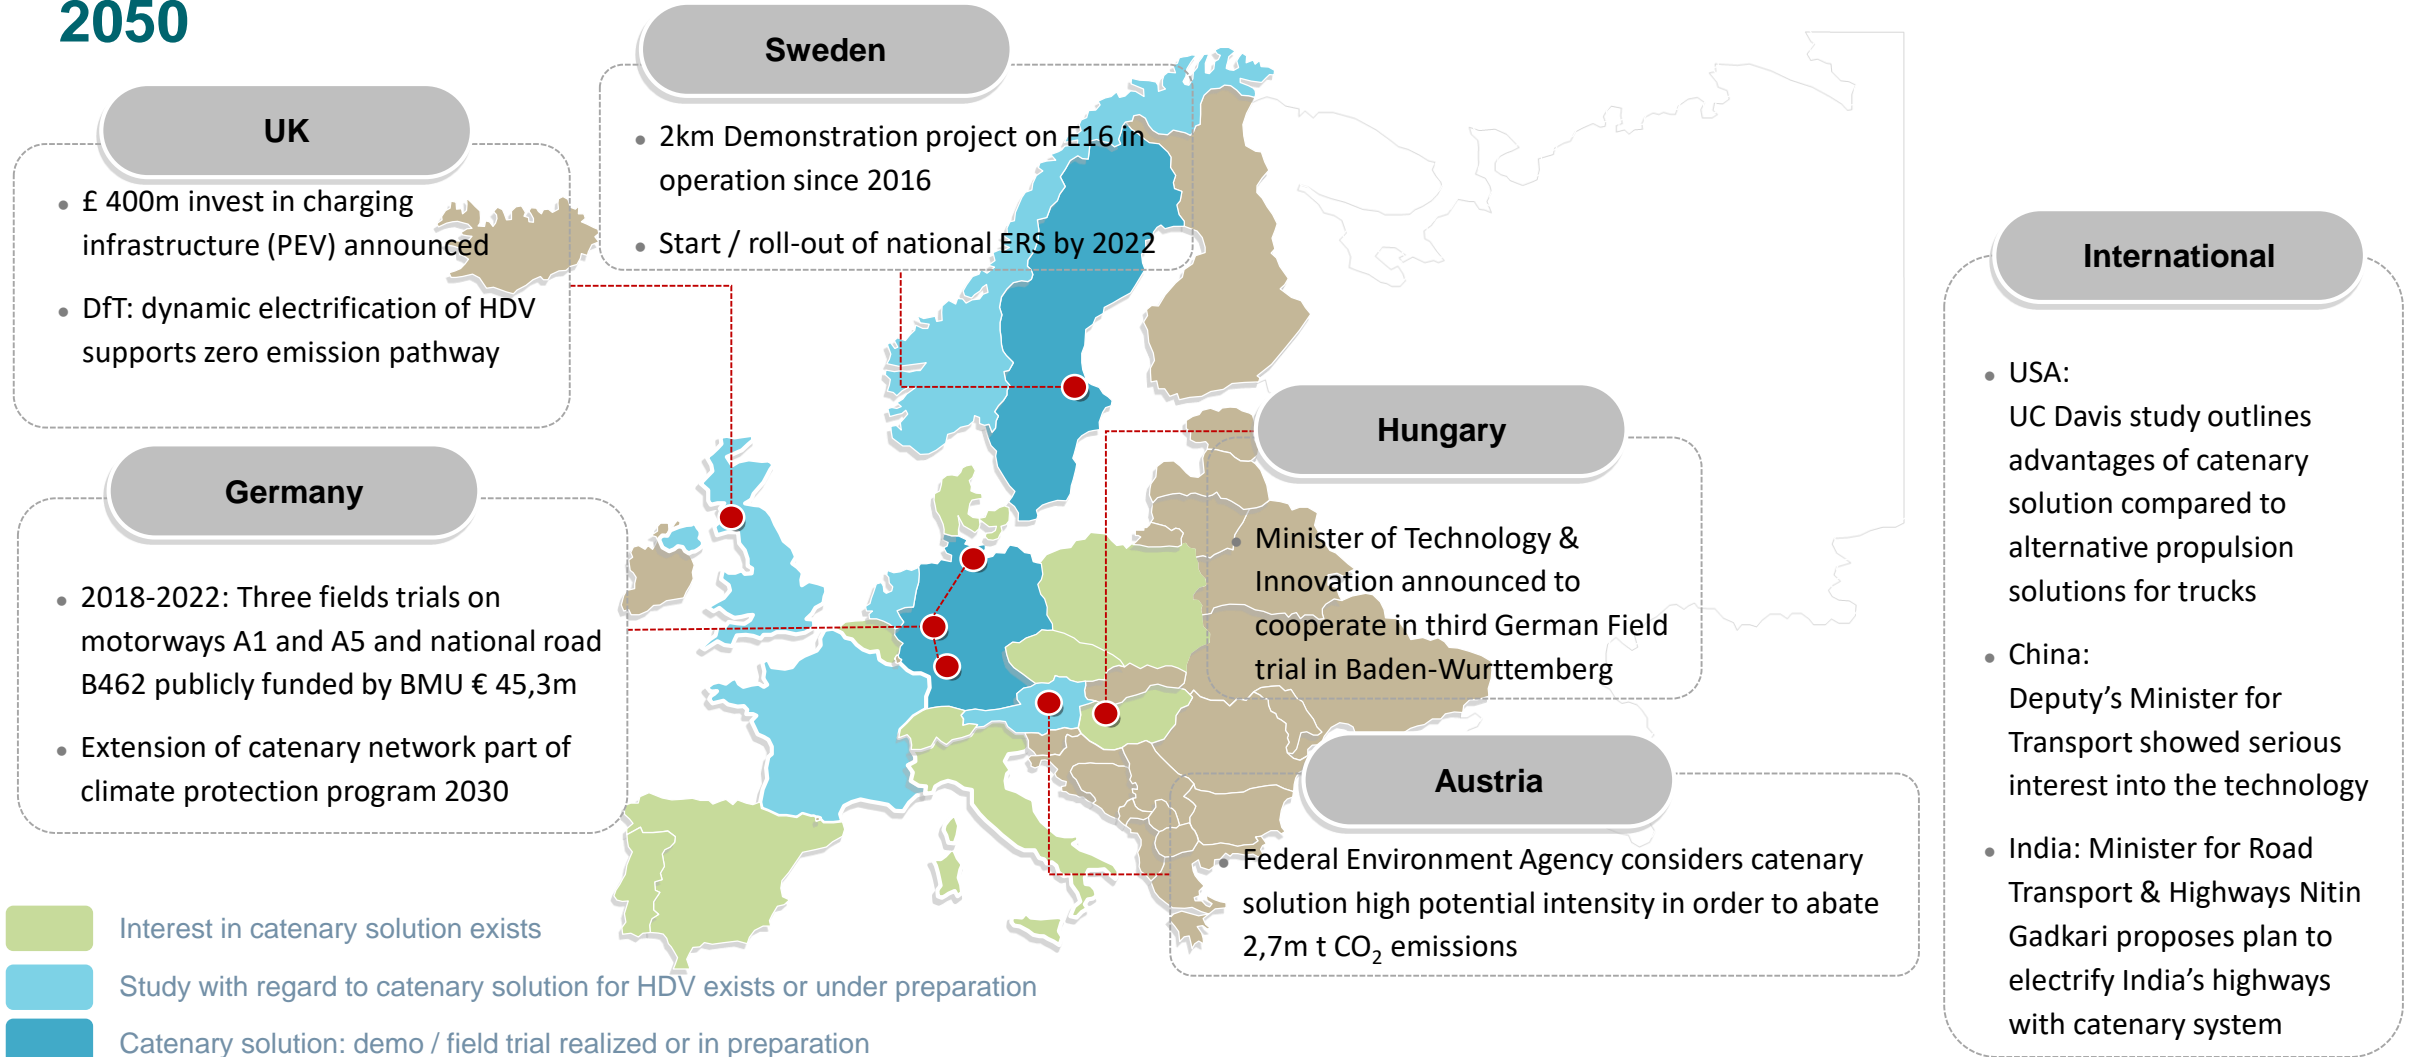 2050
Sweden
• 2km Demonstration project on E16 in
operation since 2016
• Start / roll-out of national ERS by 2022
UK
• £ 400m invest in charging
infrastructure (PEV) announced
• DfT: dynamic electrification of HDV
supports zero emission pathway
Germany
• 2018-2022: Three fields trials on
motorways A1 and A5 and national road
B462 publicly funded by BMU € 45,3m
• Extension of catenary network part of
climate protection program 2030
Hungary
• Minister of Technology &
Innovation announced to
cooperate in third German Field
trial in Baden-Wurttemberg
Austria
• Federal Environment Agency considers catenary
solution high potential intensity in order to abate
2,7m t CO₂ emissions
International
• USA:
UC Davis study outlines
advantages of catenary
solution compared to
alternative propulsion
solutions for trucks
• China:
Deputy’s Minister for
Transport showed serious
interest into the technology
• India: Minister for Road
Transport & Highways Nitin
Gadkari proposes plan to
electrify India’s highways
with catenary system
Interest in catenary solution exists
Study with regard to catenary solution for HDV exists or under preparation
Catenary solution: demo / field trial realized or in preparation